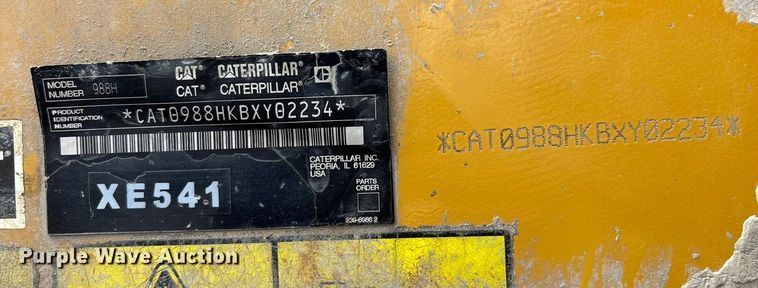 CAT CATERPILLAR C
CAT CATERPILLAR
MODEL NUMBER 988H
PRODUCT IDENTIFICATION NUMBER *CAT0988HKBXY02234*
CATERPILLAR INC.
PEORIA, IL 61629
USA
PARTS ORDER
XE541
239-6986 2
*CAT0988HKBXY02234*
Purple Wave Auction